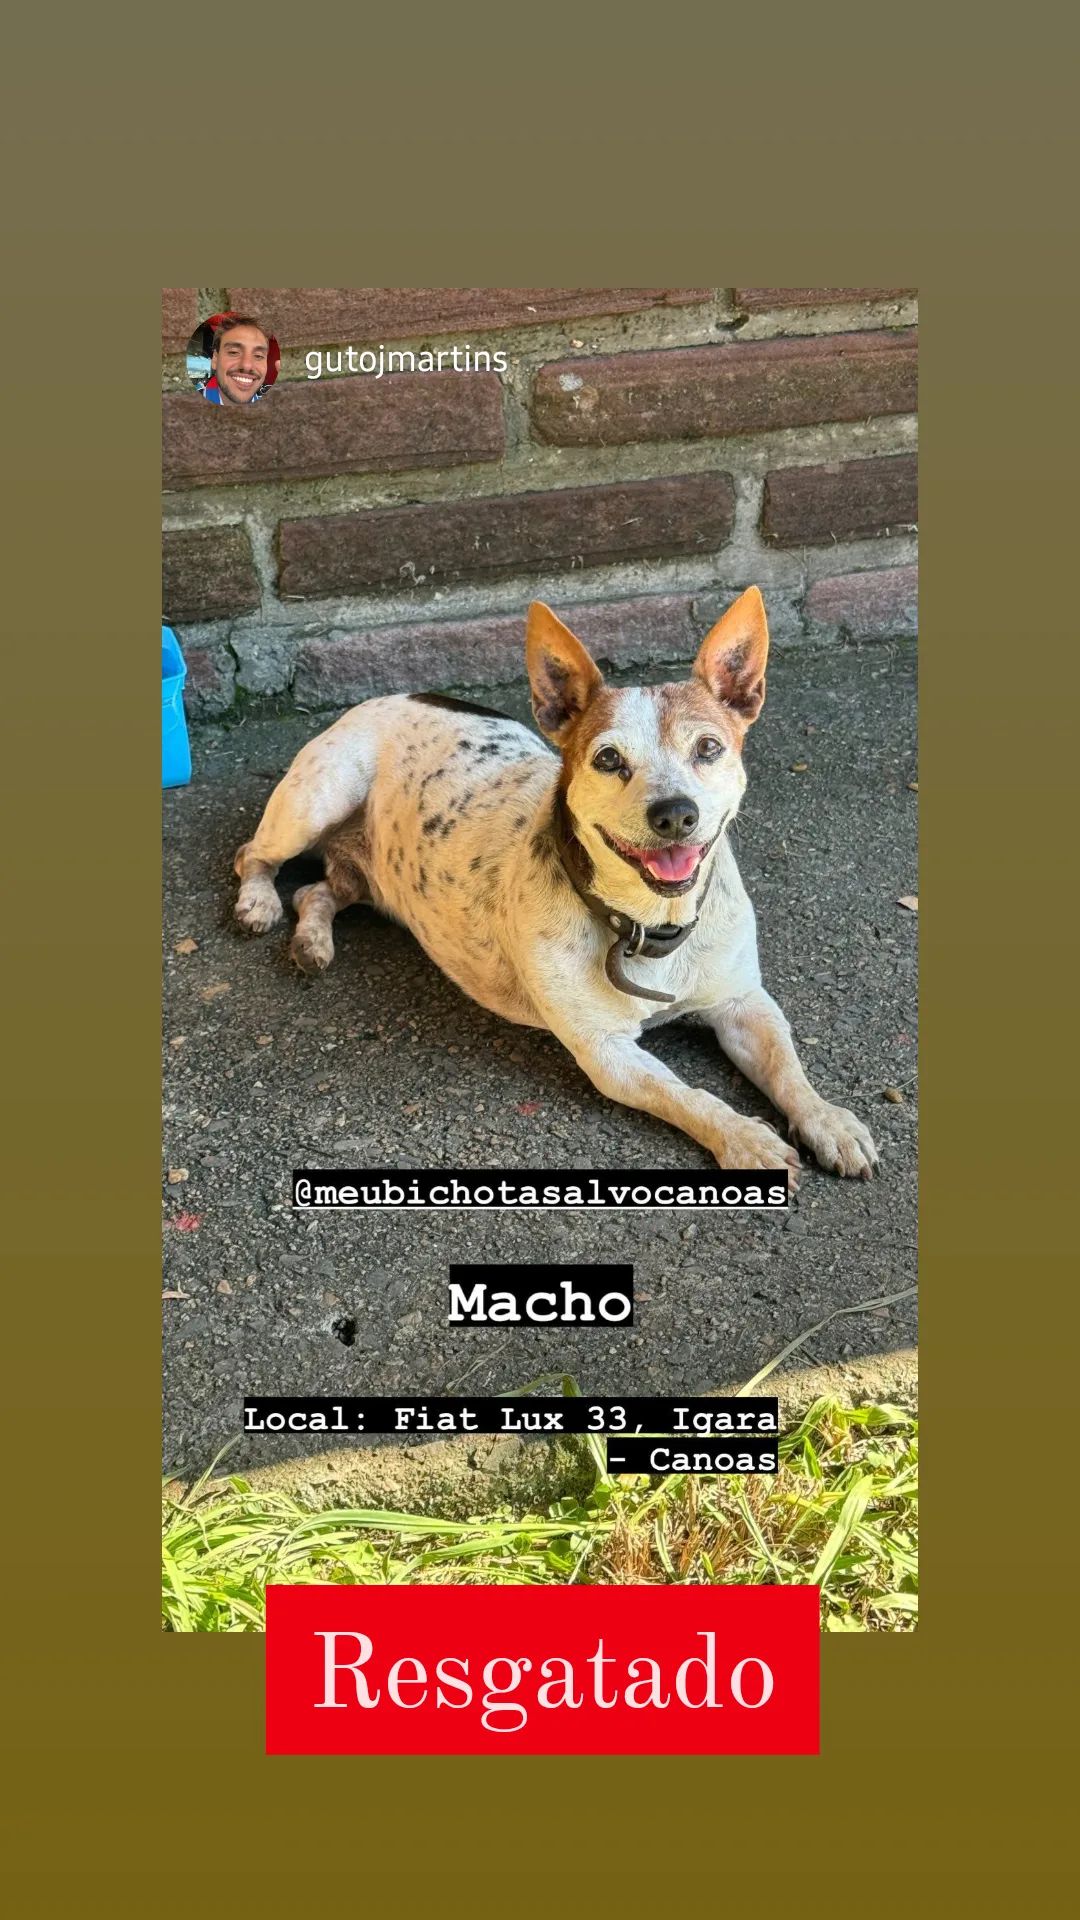 gutojmartins
@meubichotasalvocanoas
Macho
Local: Fiat Lux 33, Igara
- Canoas
Resgatado